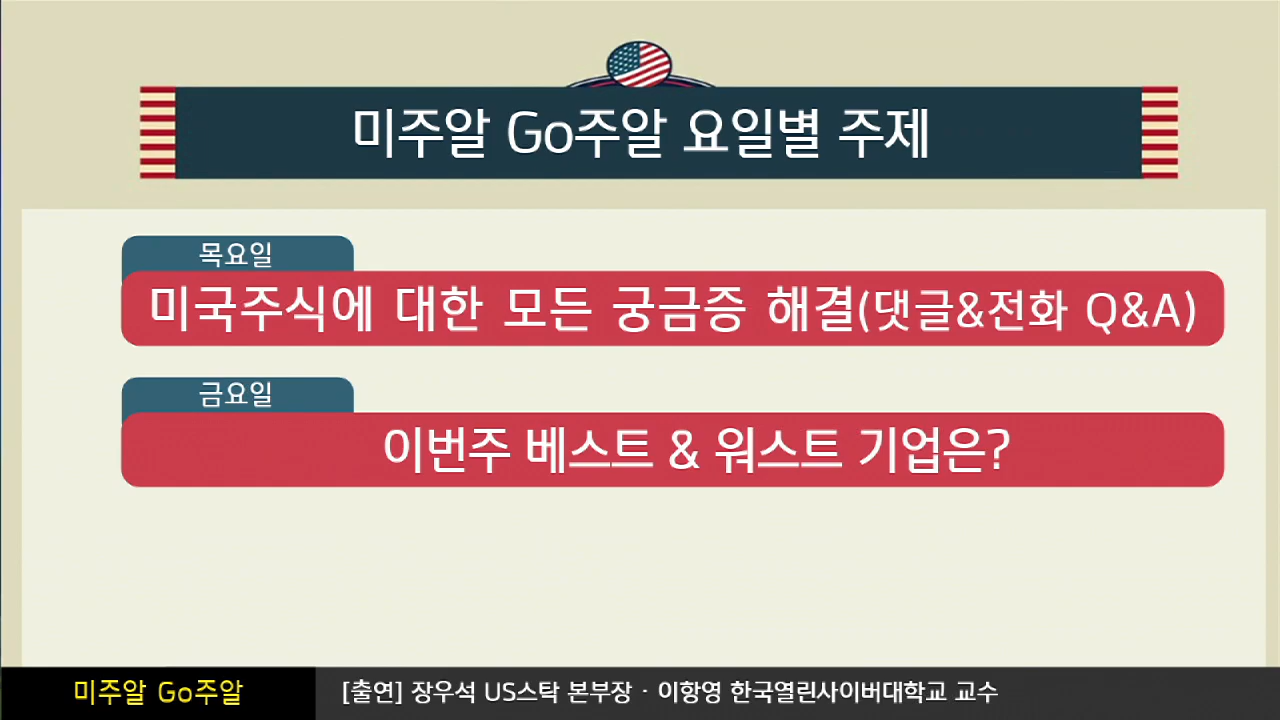 미주알 Go주알 요일별 주제
목요일
미국주식에 대한 모든 궁금증 해결(댓글&전화 Q&A)
금요일
이번주 베스트 & 워스트 기업은?
미주알 Go주알
[출연] 장우석 US스탁 본부장 · 이항영 한국열린사이버대학교 교수